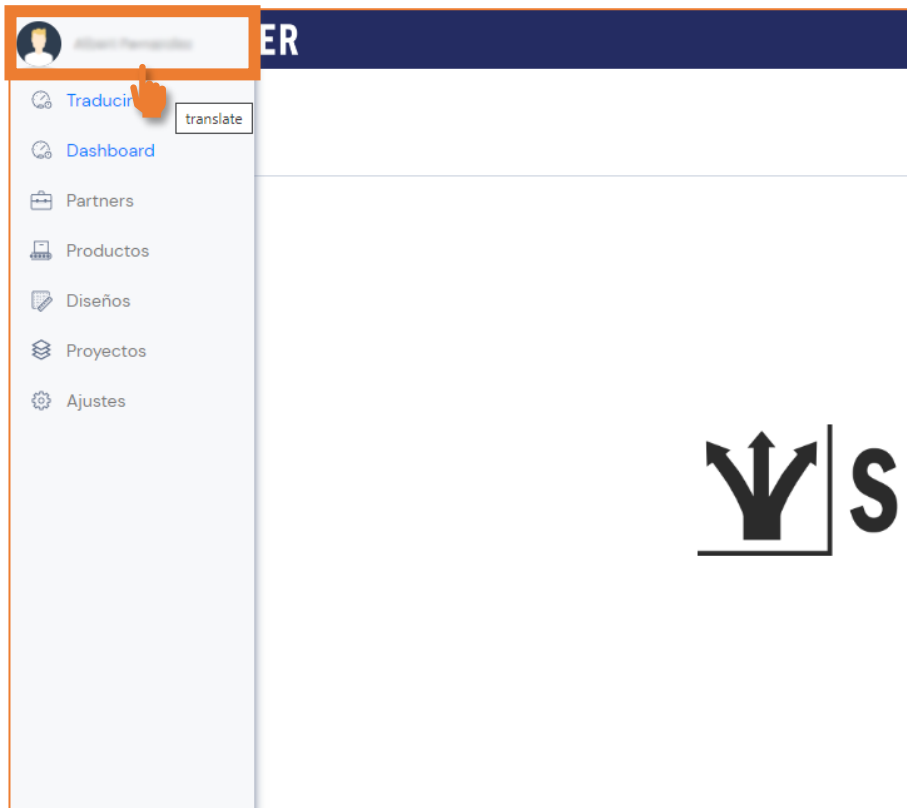 ER
Traducir
translate
Dashboard
Partners
Productos
Diseños
Proyectos
Ajustes
S